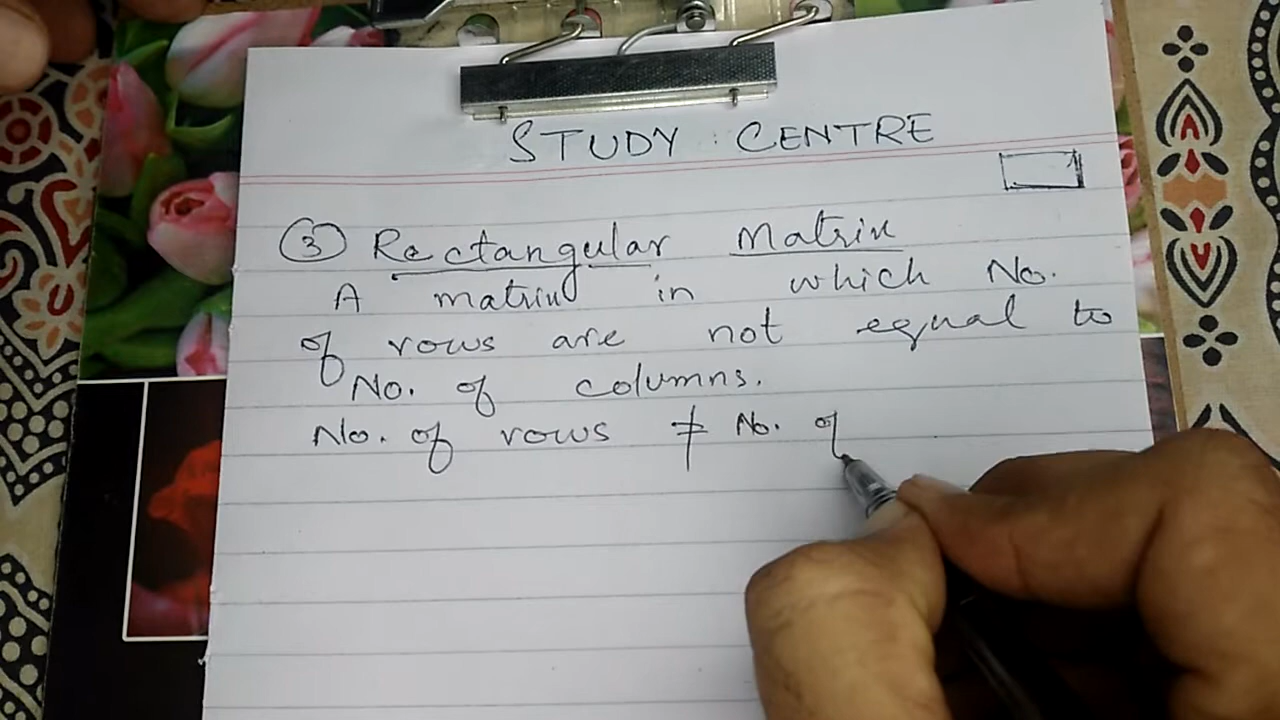 STUDY CENTRE
③ Rectangular Matrix
A matrix in which No.
of rows are not equal to
No. of columns.
No. of rows ≠ No. of